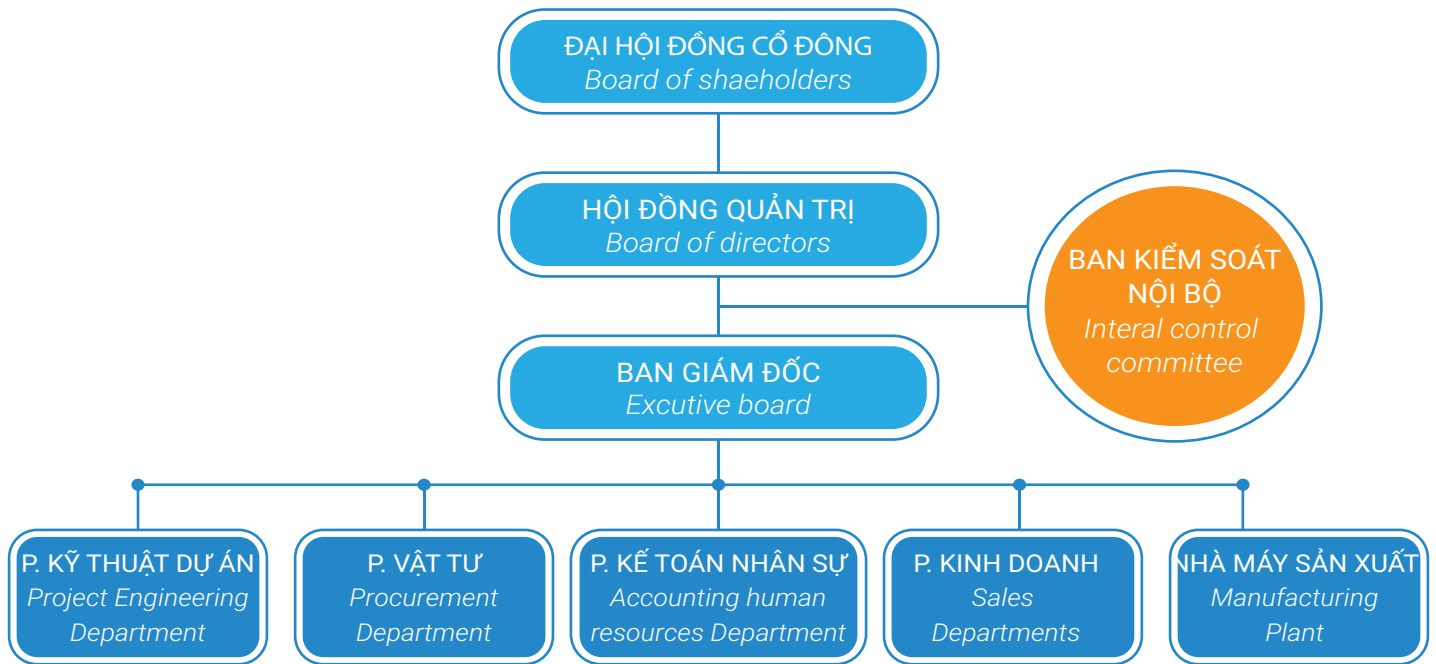 ĐẠI HỘI ĐỒNG CỔ ĐÔNG
Board of shaeholders
HỘI ĐỒNG QUẢN TRỊ
Board of directors
BAN KIỂM SOÁT
NỘI BỘ
Interal control
committee
BAN GIÁM ĐỐC
Excutive board
P. KỸ THUẬT DỰ ÁN
Project Engineering
Department
P. VẬT TƯ
Procurement
Department
P. KẾ TOÁN NHÂN SỰ
Accounting human
resources Department
P. KINH DOANH
Sales
Departments
NHÀ MÁY SẢN XUẤT
Manufacturing
Plant